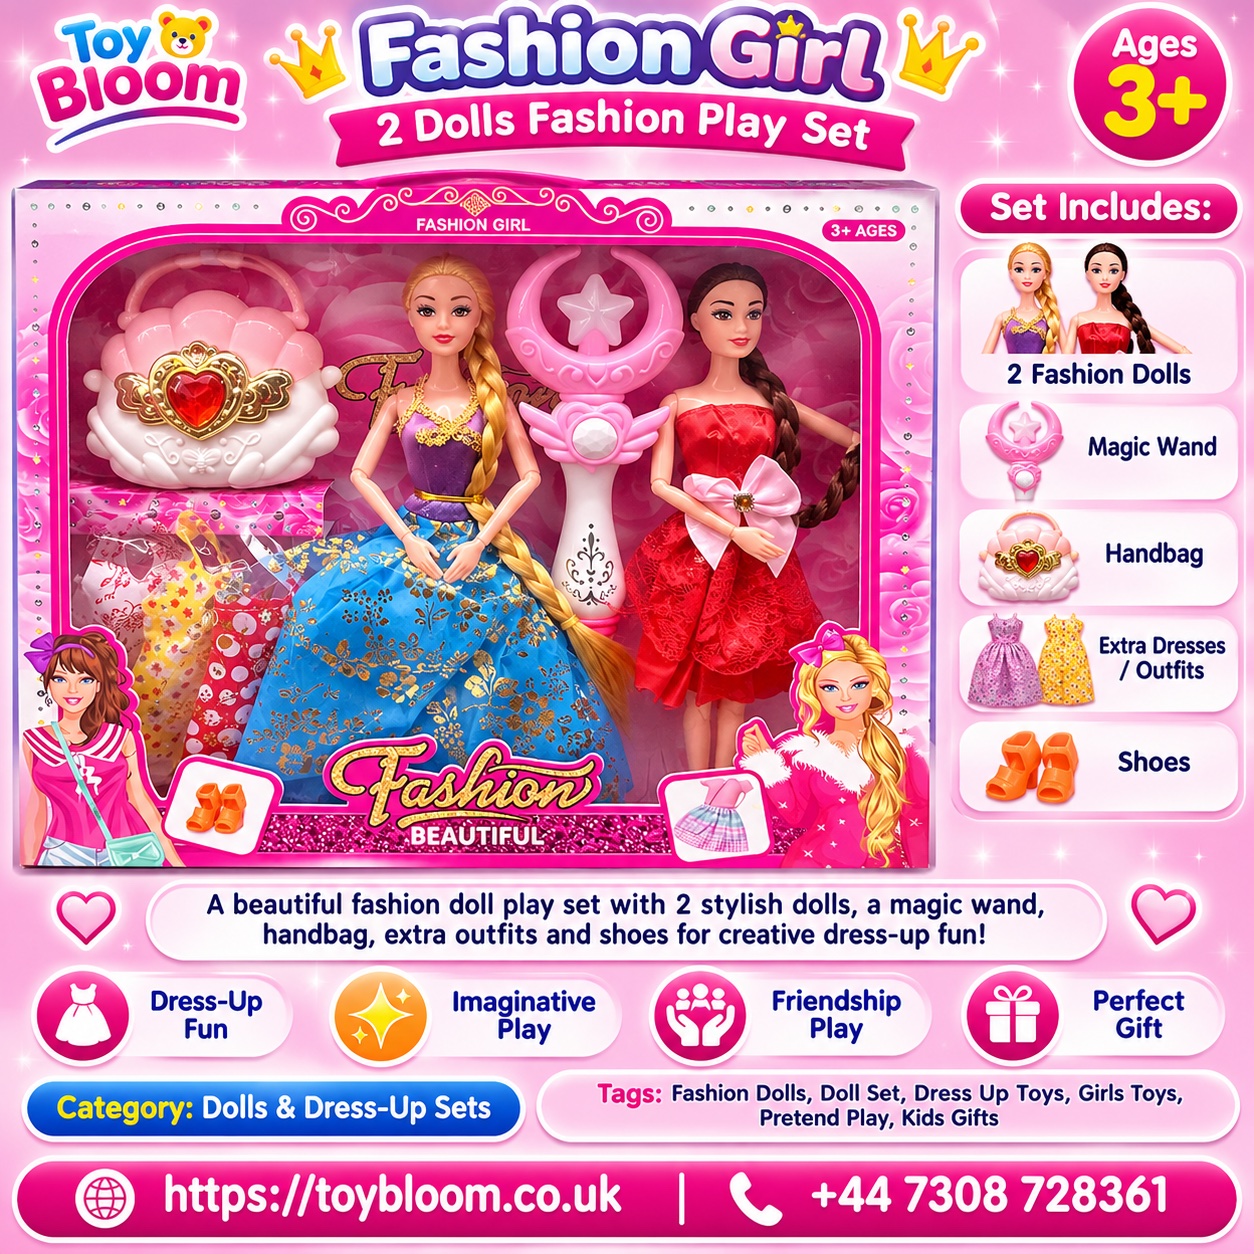 Toy
Bloom
Fashion Girl
2 Dolls Fashion Play Set
Ages
3+
FASHION GIRL
3+ AGES
Fashion
BEAUTIFUL
Set Includes:
2 Fashion Dolls
Magic Wand
Handbag
Extra Dresses
/ Outfits
Shoes
A beautiful fashion doll play set with 2 stylish dolls, a magic wand,
handbag, extra outfits and shoes for creative dress-up fun!
Dress-Up
Fun
Imaginative
Play
Friendship
Play
Perfect
Gift
Category: Dolls & Dress-Up Sets
Tags: Fashion Dolls, Doll Set, Dress Up Toys, Girls Toys,
Pretend Play, Kids Gifts
https://toybloom.co.uk
+44 7308 728361